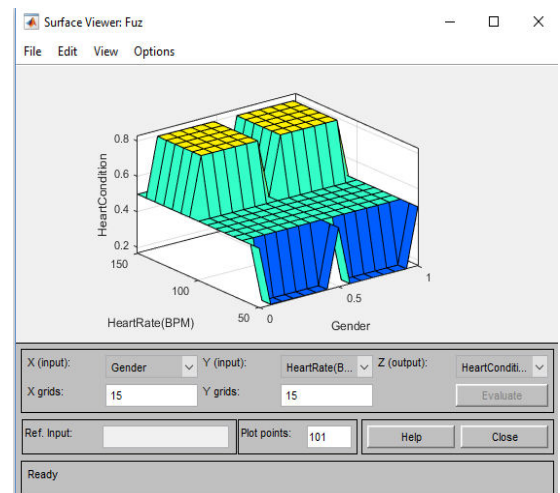 Surface Viewer: Fuz
File Edit View Options
HeartCondition
0.8
0.6
0.4
0.2
150
100
50
HeartRate(BPM)
0
0.5
1
Gender
X (input): Gender Y (input): HeartRate(B... Z (output): HeartConditi...
X grids: 15 Y grids: 15 Evaluate
Ref. Input: Plot points: 101 Help Close
Ready